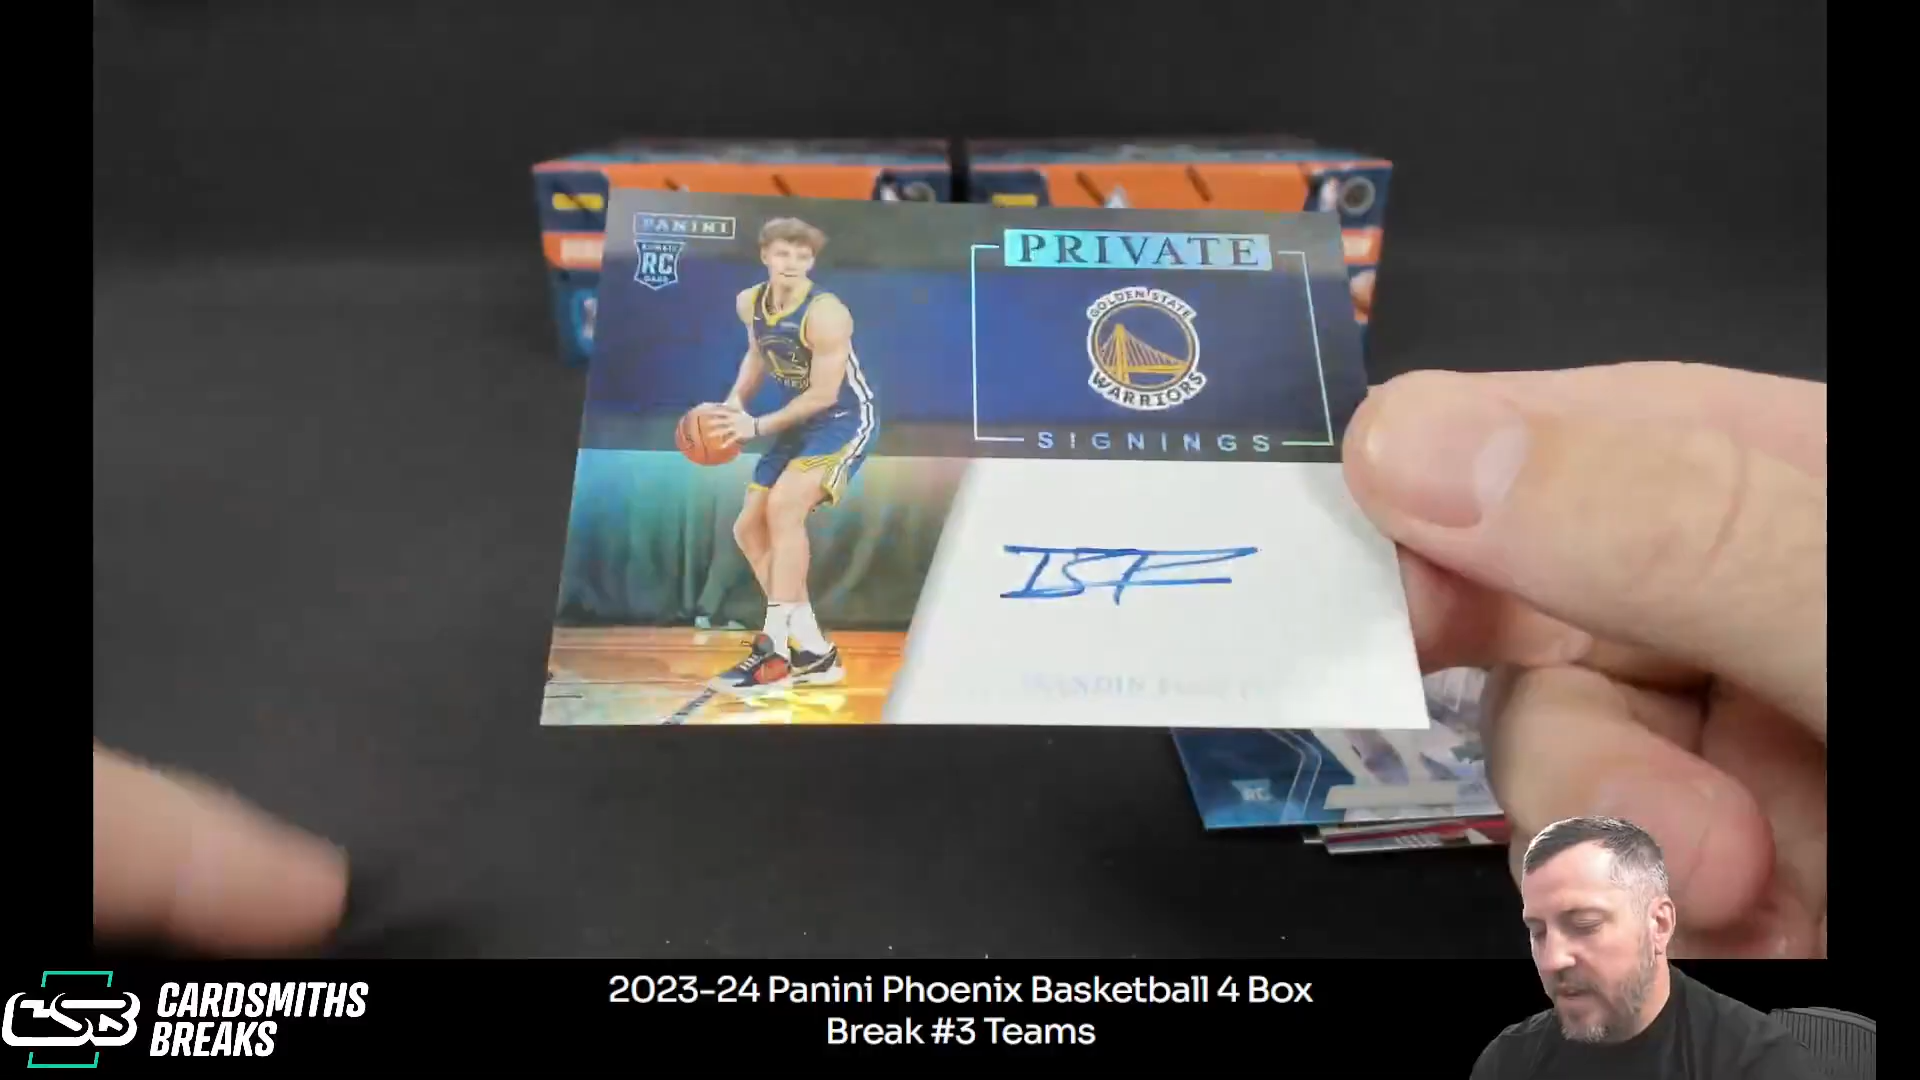 PANINI
RC
PRIVATE
GOLDEN STATE
WARRIORS
SIGNINGS
RC
CARDSMITHS
BREAKS
2023-24 Panini Phoenix Basketball 4 Box
Break #3 Teams